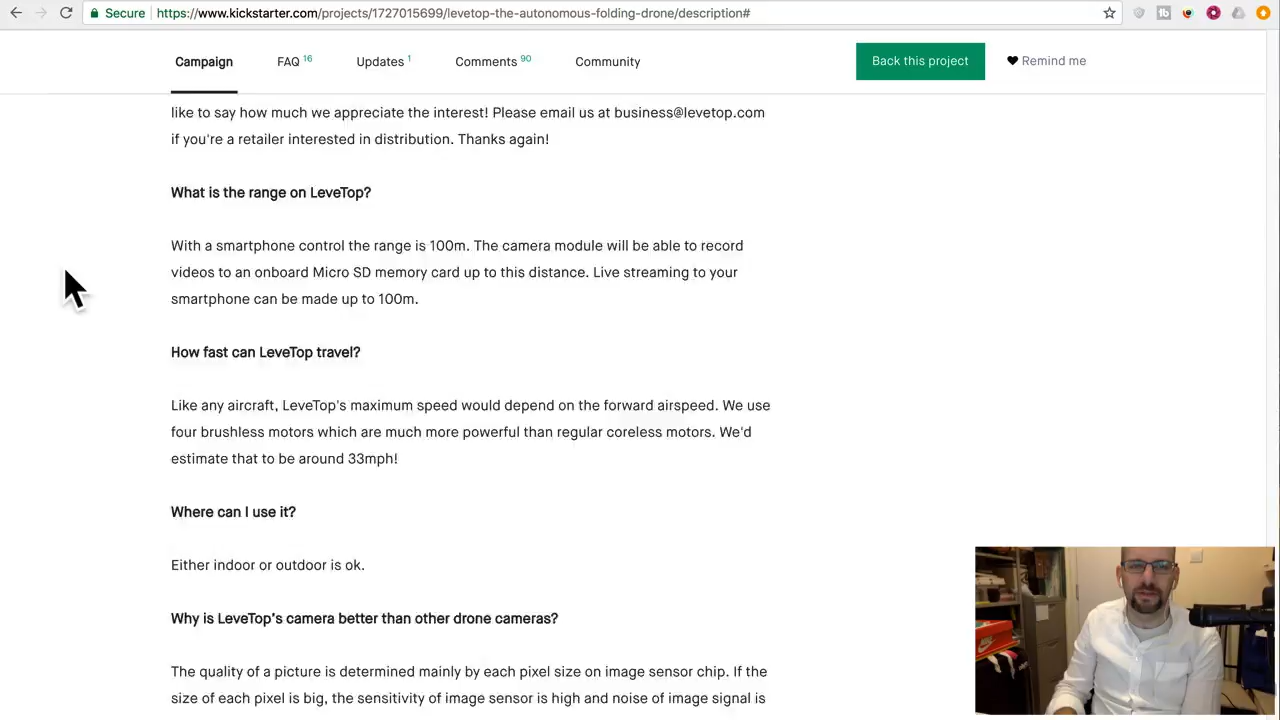 Secure https://www.kickstarter.com/projects/1727015699/levetop-the-autonomous-folding-drone/description#
Campaign FAQ 16 Updates 1 Comments 90 Community Back this project Remind me
like to say how much we appreciate the interest! Please email us at business@levetop.com
if you're a retailer interested in distribution. Thanks again!
What is the range on LeveTop?
With a smartphone control the range is 100m. The camera module will be able to record
videos to an onboard Micro SD memory card up to this distance. Live streaming to your
smartphone can be made up to 100m.
How fast can LeveTop travel?
Like any aircraft, LeveTop's maximum speed would depend on the forward airspeed. We use
four brushless motors which are much more powerful than regular coreless motors. We'd
estimate that to be around 33mph!
Where can I use it?
Either indoor or outdoor is ok.
Why is LeveTop's camera better than other drone cameras?
The quality of a picture is determined mainly by each pixel size on image sensor chip. If the
size of each pixel is big, the sensitivity of image sensor is high and noise of image signal is